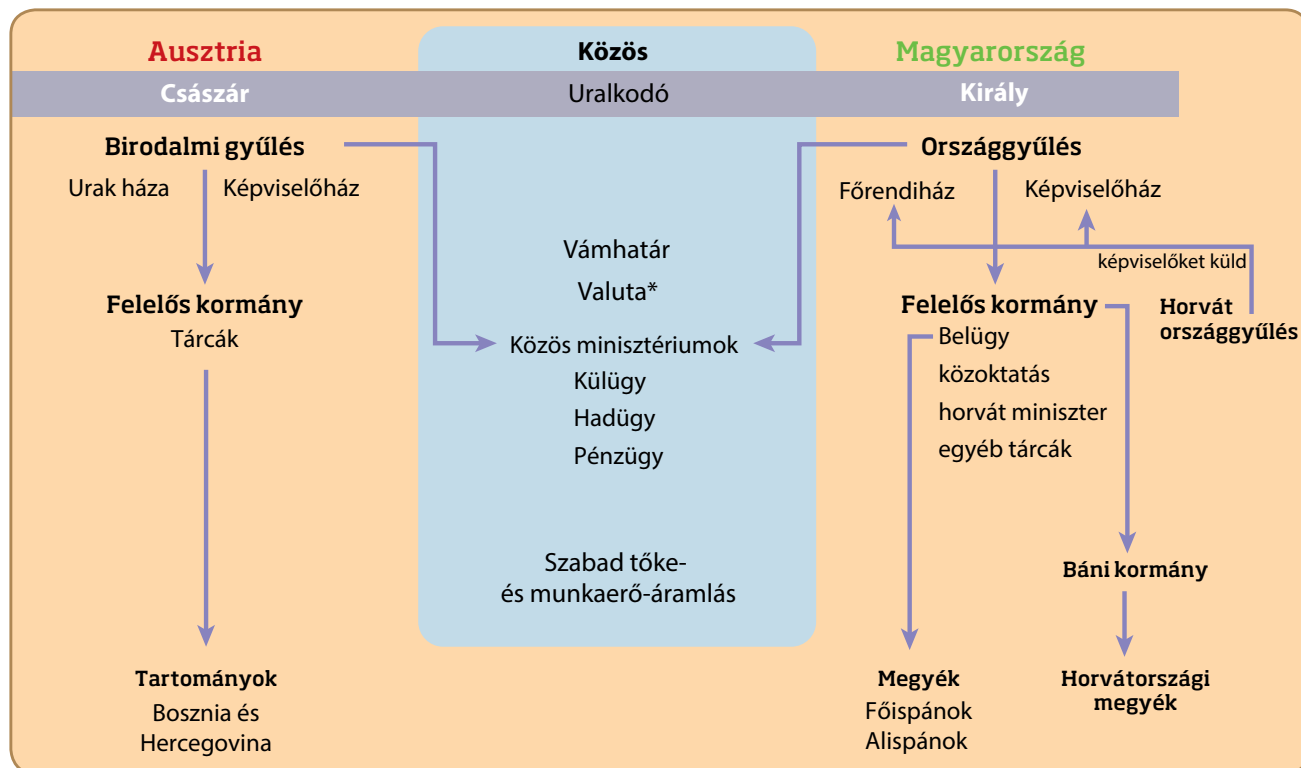 Ausztria
Közös
Magyarország
Császár
Uralkodó
Király
Birodalmi gyűlés
Urak háza
Képviselőház
Felelős kormány
Tárcák
Tartományok
Bosznia és
Hercegovina
Vámhatár
Valuta*
Közös minisztériumok
Külügy
Hadügy
Pénzügy
Szabad tőke-
és munkaerő-áramlás
Országgyűlés
Főrendiház
Képviselőház
képviselőket küld
Horvát
országgyűlés
Felelős kormány
Belügy
közoktatás
horvát miniszter
egyéb tárcák
Báni kormány
Megyék
Főispánok
Alispánok
Horvátországi
megyék